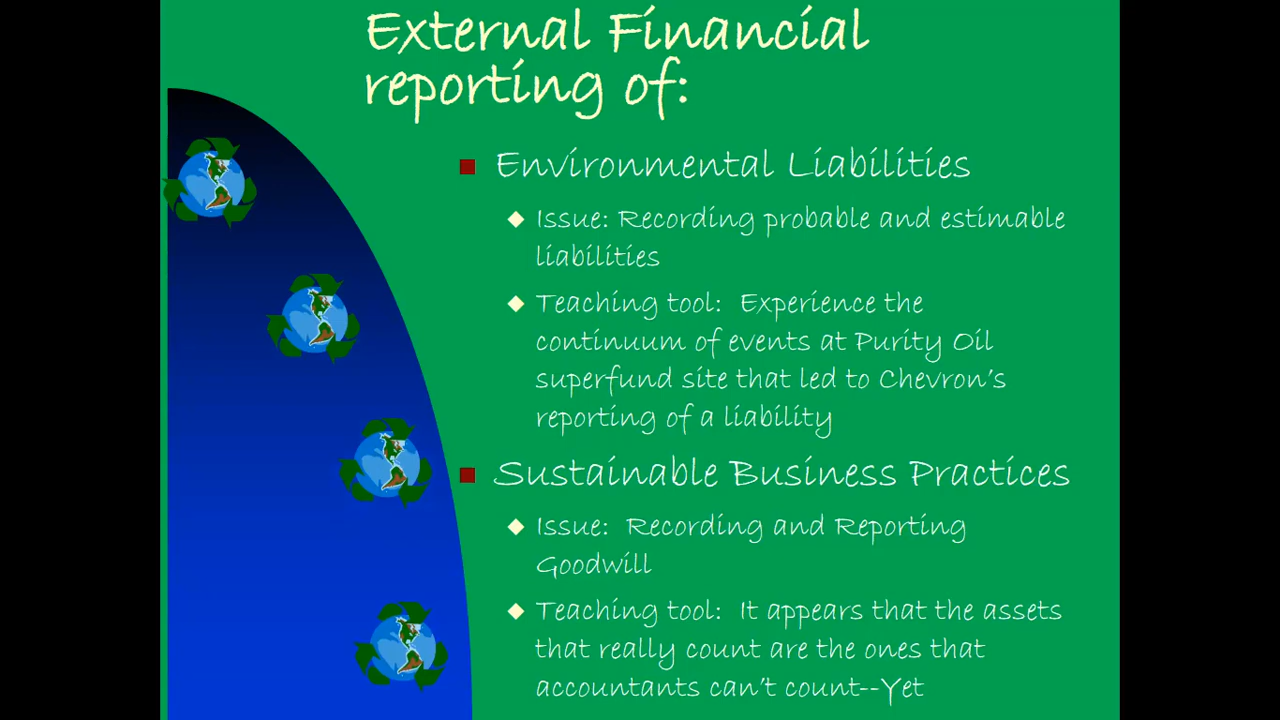 External Financial
reporting of:
Environmental Liabilities
Issue: Recording probable and estimable
liabilities
Teaching tool: Experience the
continuum of events at Purity Oil
superfund site that led to Chevron's
reporting of a liability
Sustainable Business Practices
Issue: Recording and Reporting
Goodwill
Teaching tool: It appears that the assets
that really count are the ones that
accountants can't count--Yet